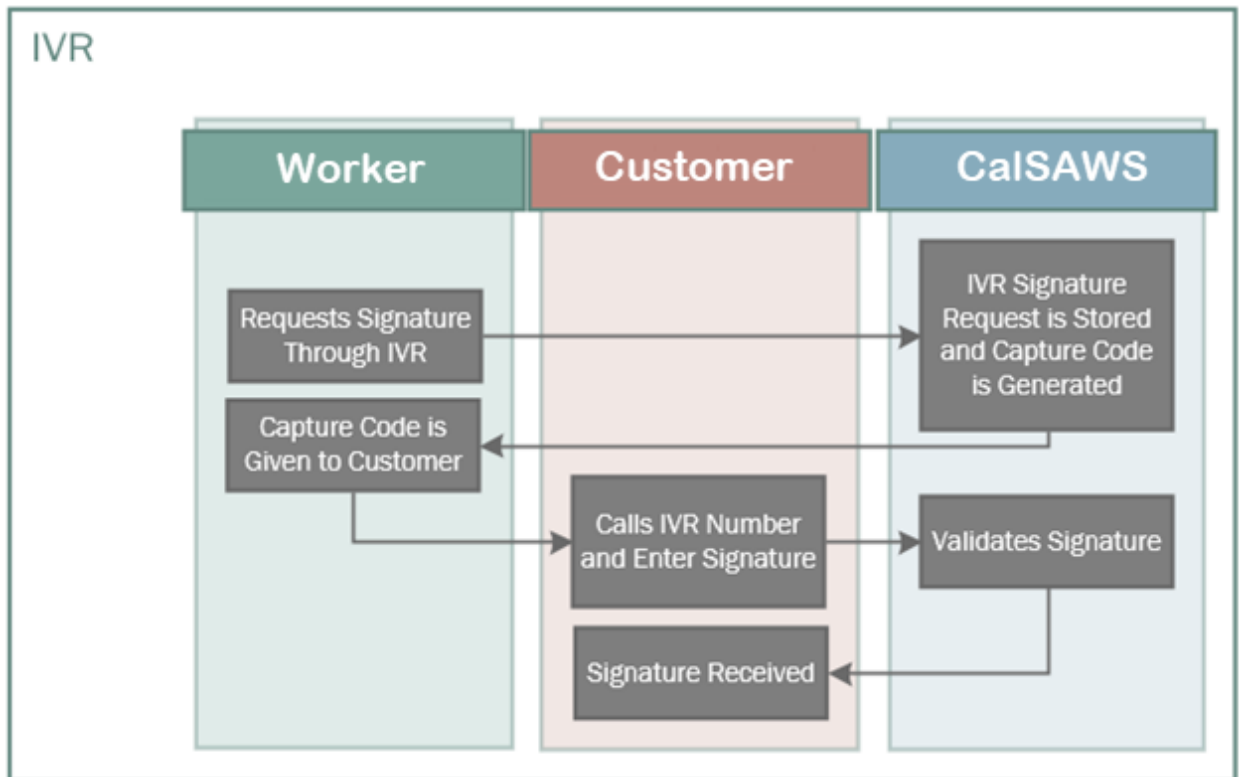 IVR
Worker
Customer
CalSAWS
Requests Signature
Through IVR
IVR Signature
Request is Stored
and Capture Code
is Generated
Capture Code is
Given to Customer
Calls IVR Number
and Enter Signature
Validates Signature
Signature Received